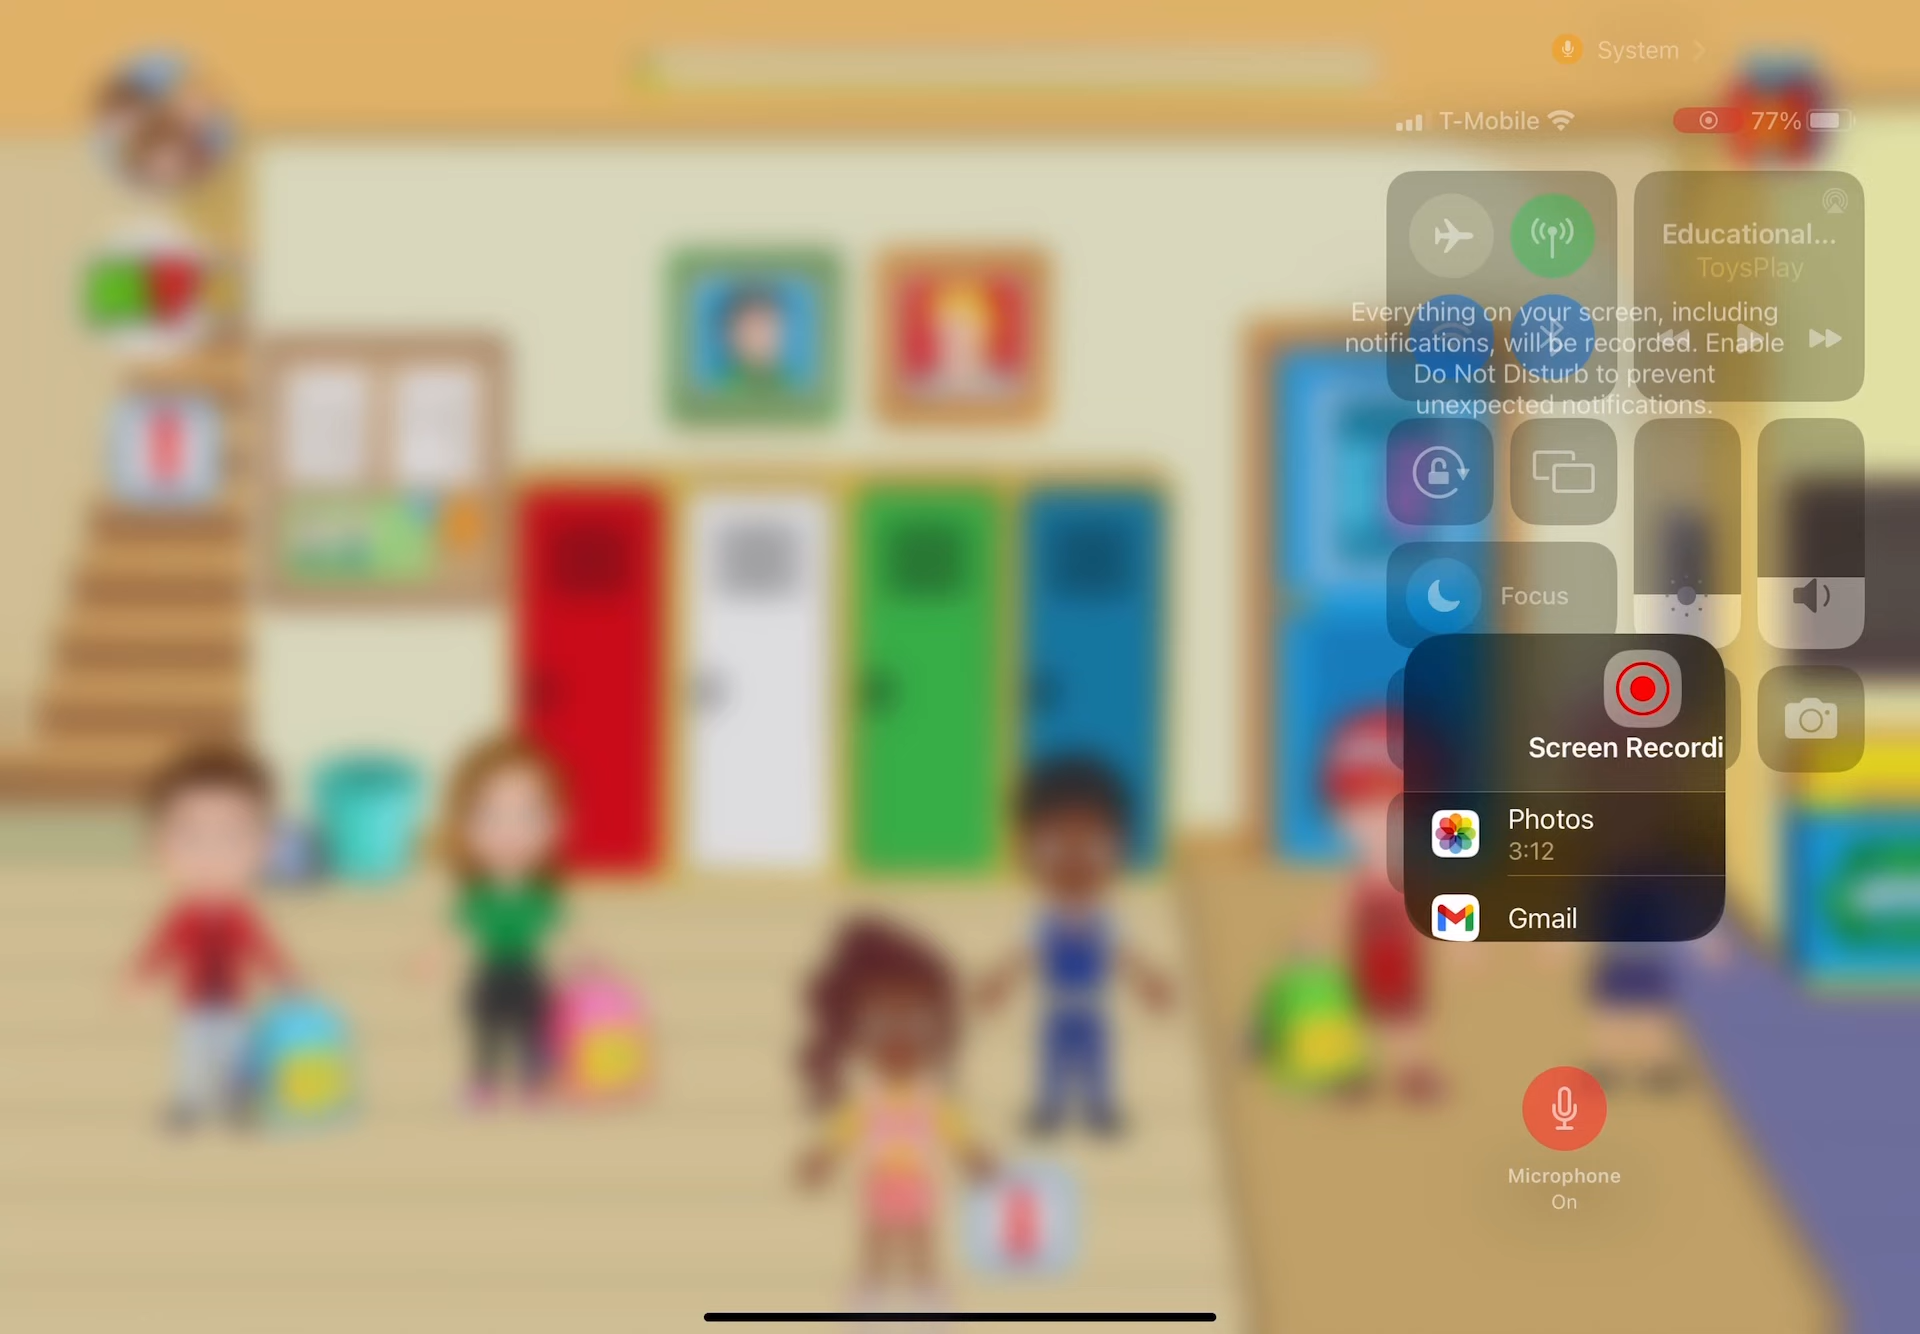 System
T-Mobile 77%
Educational...
ToysPlay
Everything on your screen, including
notifications, will be recorded. Enable
Do Not Disturb to prevent
unexpected notifications.
Focus
Screen Recordi
Photos
3:12
Gmail
Microphone
On